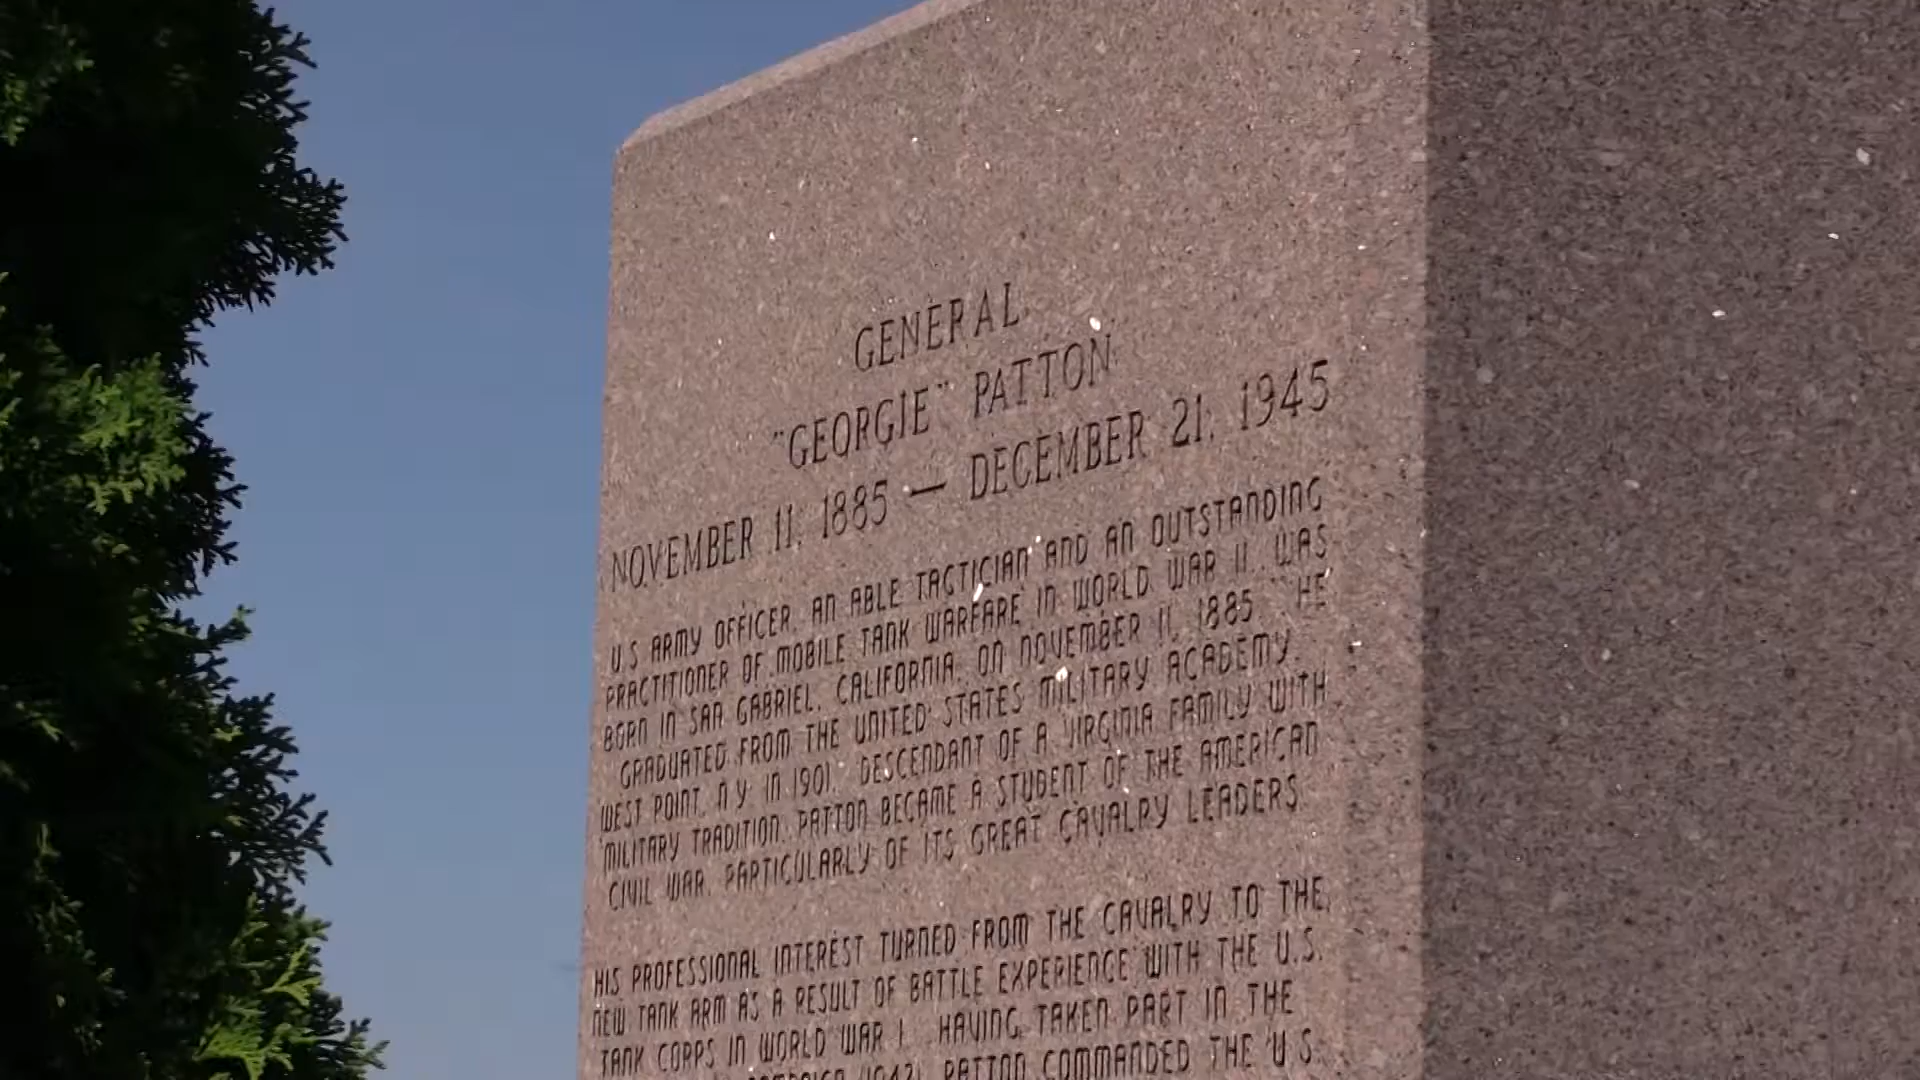 GENERAL
"GEORGIE" PATTON
NOVEMBER 11, 1885 — DECEMBER 21, 1945
U.S ARMY OFFICER, AN ABLE TACTICIAN AND AN OUTSTANDING
PRACTITIONER OF MOBILE TANK WARFARE IN WORLD WAR II, WAS
BORN IN SAN GABRIEL, CALIFORNIA, ON NOVEMBER 11, 1885. HE
GRADUATED FROM THE UNITED STATES MILITARY ACADEMY,
WEST POINT, N.Y. IN 1901. DESCENDANT OF A VIRGINIA FAMILY WITH
MILITARY TRADITION, PATTON BECAME A STUDENT OF THE AMERICAN
CIVIL WAR, PARTICULARLY OF ITS GREAT CAVALRY LEADERS.
HIS PROFESSIONAL INTEREST TURNED FROM THE CAVALRY TO THE
NEW TANK ARM AS A RESULT OF BATTLE EXPERIENCE WITH THE U.S.
TANK CORPS IN WORLD WAR I. HAVING TAKEN PART IN THE
CAMPAIGN (1942), PATTON COMMANDED THE U.S.